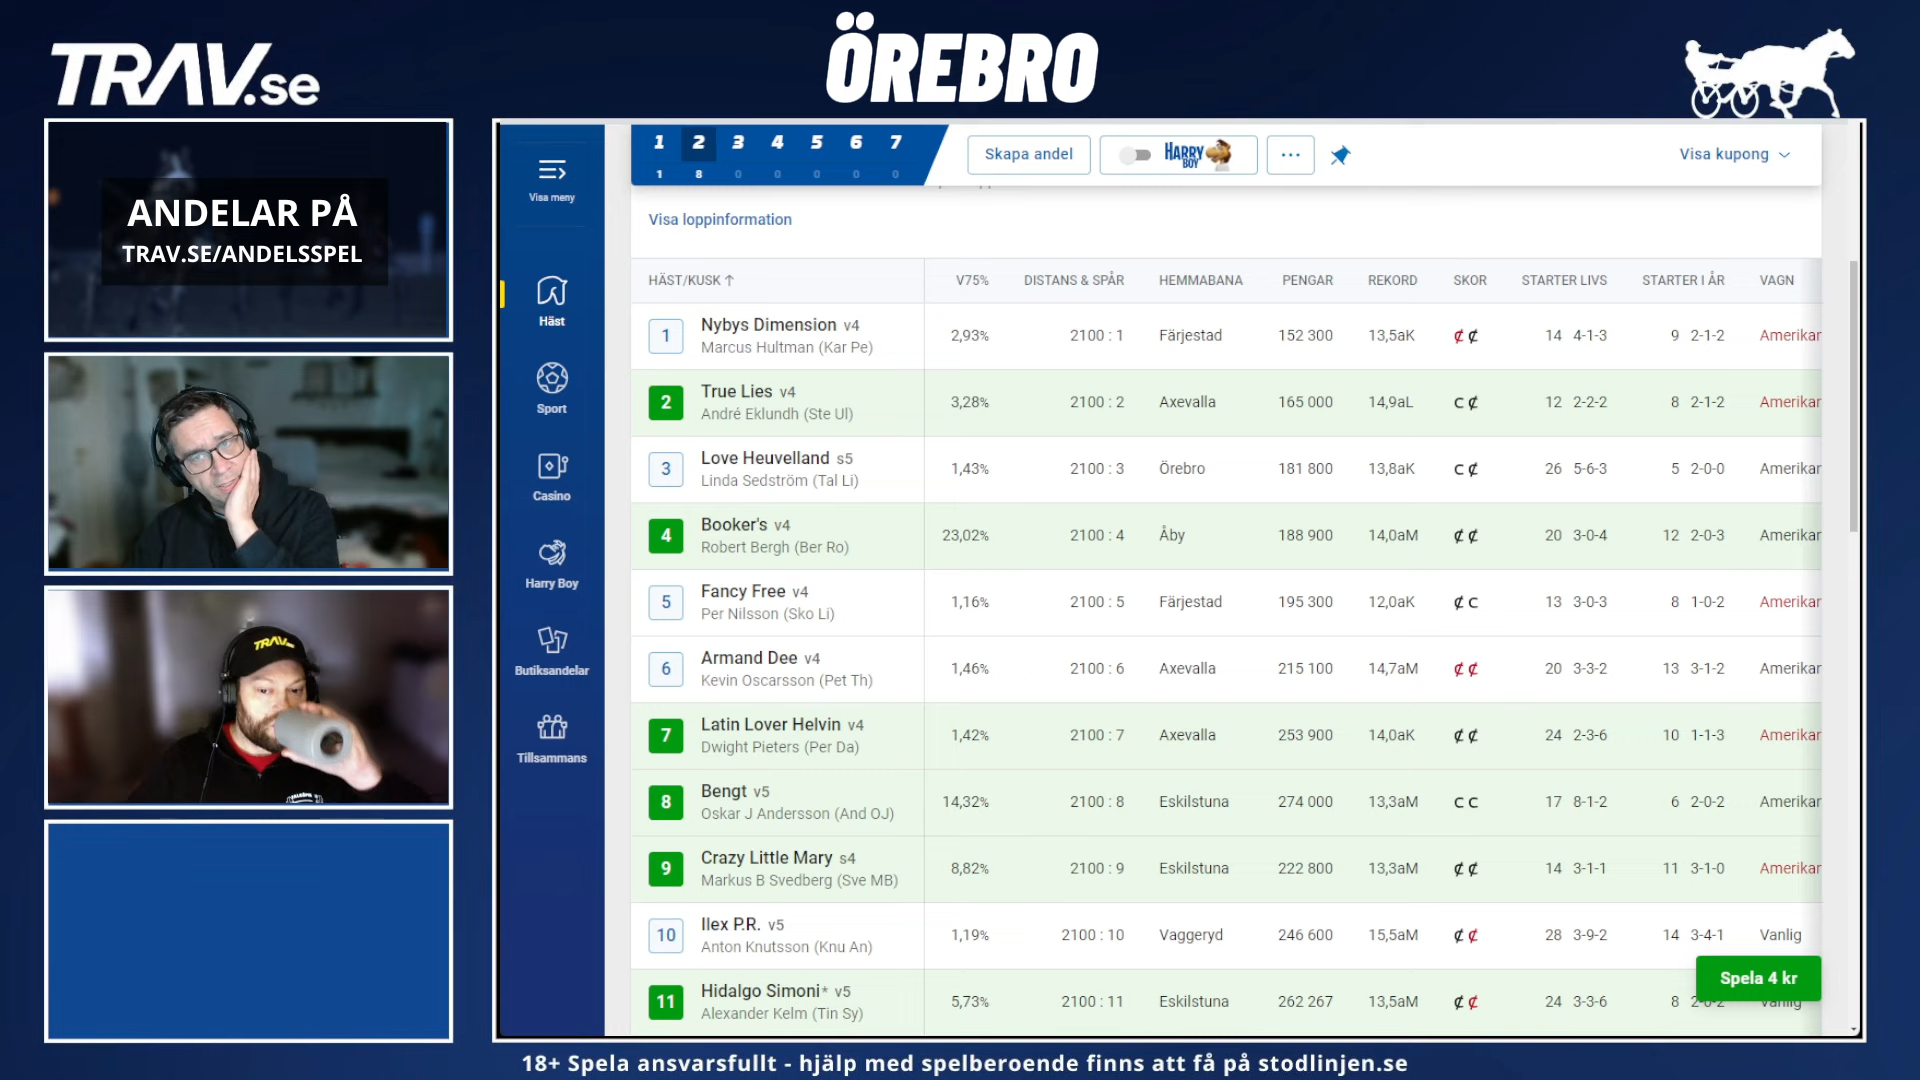 TRAV.se
ÖREBRO
ANDELAR PÅ
TRAV.SE/ANDELSSPEL
TRAV.se
Visa meny
Häst
Sport
Casino
Harry Boy
Butiksandelar
Tillsammans
1 2 3 4 5 6 7
1 8 0 0 0 0 0
Skapa andel
HARRY BOY
...
Visa kupong
Visa loppinformation
HÄST/KUSK ↑ V75% DISTANS & SPÅR HEMMABANA PENGAR REKORD SKOR STARTER LIVS STARTER I ÅR VAGN
1 Nybys Dimension v4 2,93% 2100 : 1 Färjestad 152 300 13,5aK ¢ ¢ 14 4-1-3 9 2-1-2 Amerikan
Marcus Hultman (Kar Pe)
2 True Lies v4 3,28% 2100 : 2 Axevalla 165 000 14,9aL C ¢ 12 2-2-2 8 2-1-2 Amerikan
André Eklundh (Ste Ul)
3 Love Heuvelland s5 1,43% 2100 : 3 Örebro 181 800 13,8aK C ¢ 26 5-6-3 5 2-0-0 Amerikan
Linda Sedström (Tal Li)
4 Booker's v4 23,02% 2100 : 4 Åby 188 900 14,0aM ¢ ¢ 20 3-0-4 12 2-0-3 Amerikan
Robert Bergh (Ber Ro)
5 Fancy Free v4 1,16% 2100 : 5 Färjestad 195 300 12,0aK ¢ C 13 3-0-3 8 1-0-2 Amerikan
Per Nilsson (Sko Li)
6 Armand Dee v4 1,46% 2100 : 6 Axevalla 215 100 14,7aM ¢ ¢ 20 3-3-2 13 3-1-2 Amerikan
Kevin Oscarsson (Pet Th)
7 Latin Lover Helvin v4 1,42% 2100 : 7 Axevalla 253 900 14,0aK ¢ ¢ 24 2-3-6 10 1-1-3 Amerikan
Dwight Pieters (Per Da)
8 Bengt v5 14,32% 2100 : 8 Eskilstuna 274 000 13,3aM C C 17 8-1-2 6 2-0-2 Amerikan
Oskar J Andersson (And OJ)
9 Crazy Little Mary s4 8,82% 2100 : 9 Eskilstuna 222 800 13,3aM ¢ ¢ 14 3-1-1 11 3-1-0 Amerikan
Markus B Svedberg (Sve MB)
10 Ilex P.R. v5 1,19% 2100 : 10 Vaggeryd 246 600 15,5aM ¢ ¢ 28 3-9-2 14 3-4-1 Vanlig
Anton Knutsson (Knu An)
11 Hidalgo Simoni* v5 5,73% 2100 : 11 Eskilstuna 262 267 13,5aM ¢ ¢ 24 3-3-6 8 2-0-2 Vanlig
Alexander Kelm (Tin Sy)
Spela 4 kr
18+ Spela ansvarsfullt - hjälp med spelberoende finns att få på stodlinjen.se